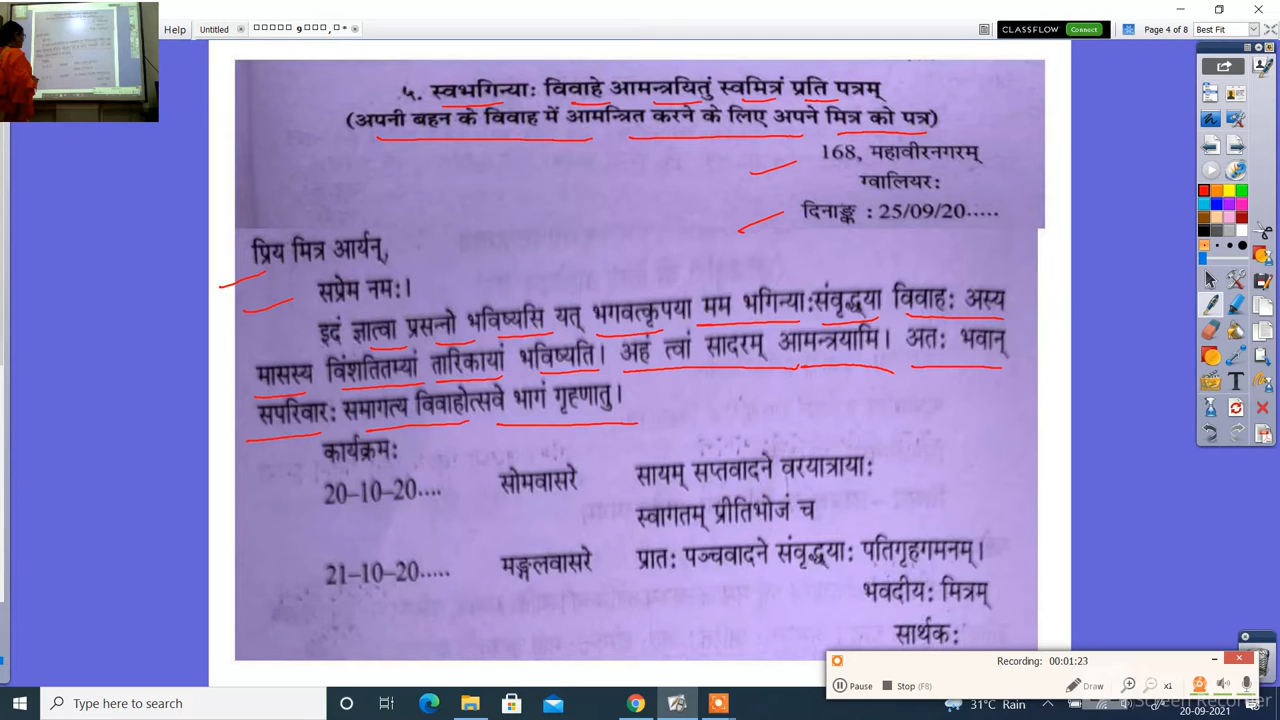 Help
Untitled
9
CLASSFLOW
Connect
Page 4 of 8
Best Fit
५. स्वभगिन्याः विवाहे आमन्त्रयितुं स्वमित्रं प्रति पत्रम्
(अपनी बहन के विवाह में आमन्त्रित करने के लिए अपने मित्र को पत्र)
168, महावीरनगरम्
ग्वालियरः
दिनाङ्क : 25/09/20.....
प्रिय मित्र आर्यन्,
सप्रेम नमः।
इदं ज्ञात्वा प्रसन्नो भविष्यसि यत् भगवत्कृपया मम भगिन्याःसंवृद्ध्या विवाहः अस्य
मासस्य विंशतितम्यां तारिकायां भविष्यति। अहं त्वां सादरम् आमन्त्रयामि। अतः भवान्
सपरिवारः समागत्य विवाहोत्सवे भागं गृह्णातु।
कार्यक्रमः
20-10-20.... सोमवासरे सायम् सप्तवादने वरयात्रायाः
स्वागतम् प्रीतिभोजं च
21-10-20..... मङ्गलवासरे प्रातः पञ्चवादने संवृद्ध्याः पतिगृहगमनम्।
भवदीयः मित्रम्
सार्थकः
Recording: 00:01:23
Pause Stop (F8) Draw x1
Screen Recorder
Type here to search
31°C Rain
20-09-2021